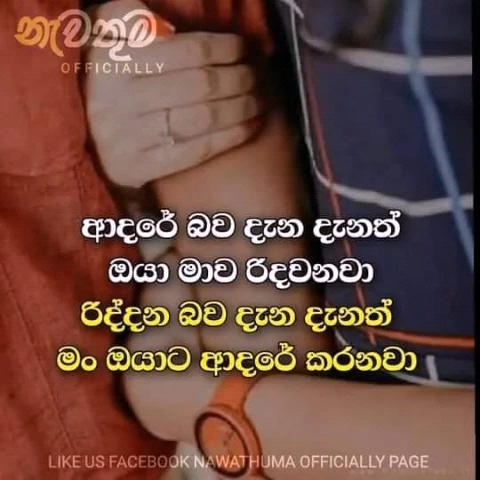 නැවතුම
OFFICIALLY
ආදරේ බව දැන දැනත්
ඔයා මාව රිදවනවා
රිද්දන බව දැන දැනත්
මං ඔයාට ආදරේ කරනවා
LIKE US FACEBOOK NAWATHUMA OFFICIALLY PAGE